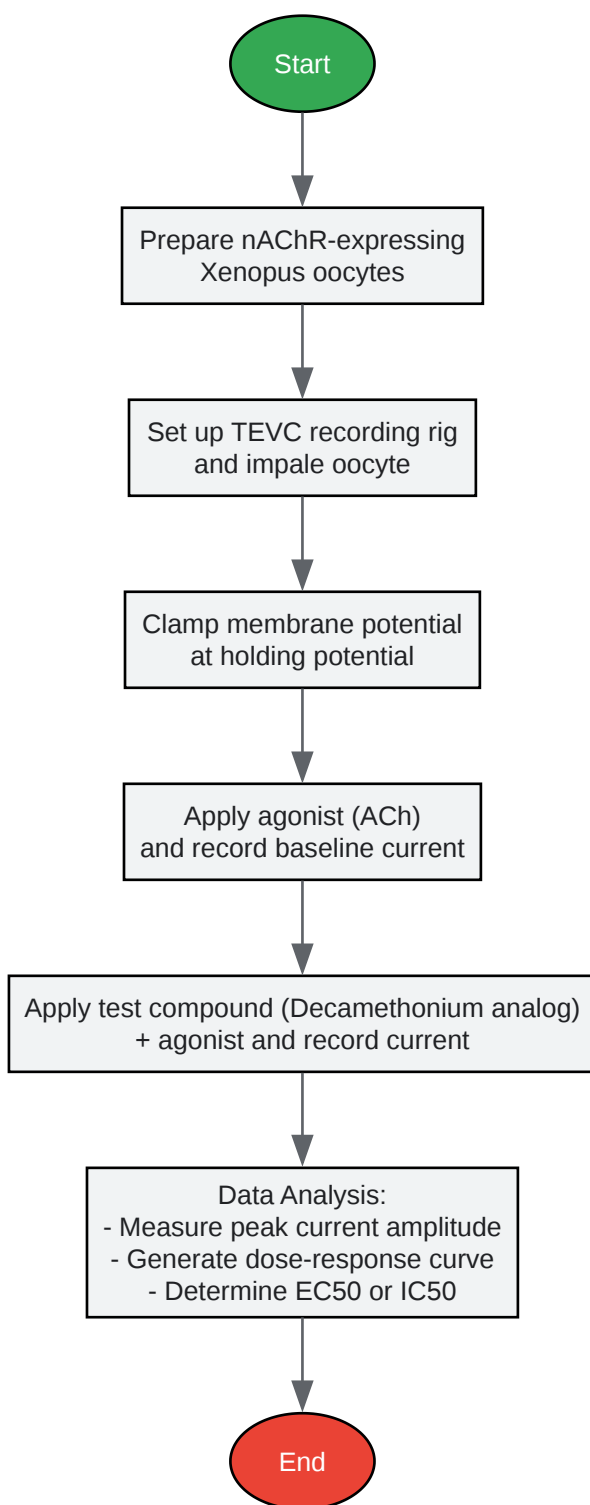 Start
Prepare nAChR-expressing
Xenopus oocytes
Set up TEVC recording rig
and impale oocyte
Clamp membrane potential
at holding potential
Apply agonist (ACh)
and record baseline current
Apply test compound (Decamethonium analog)
+ agonist and record current
Data Analysis:
- Measure peak current amplitude
- Generate dose-response curve
- Determine EC50 or IC50
End